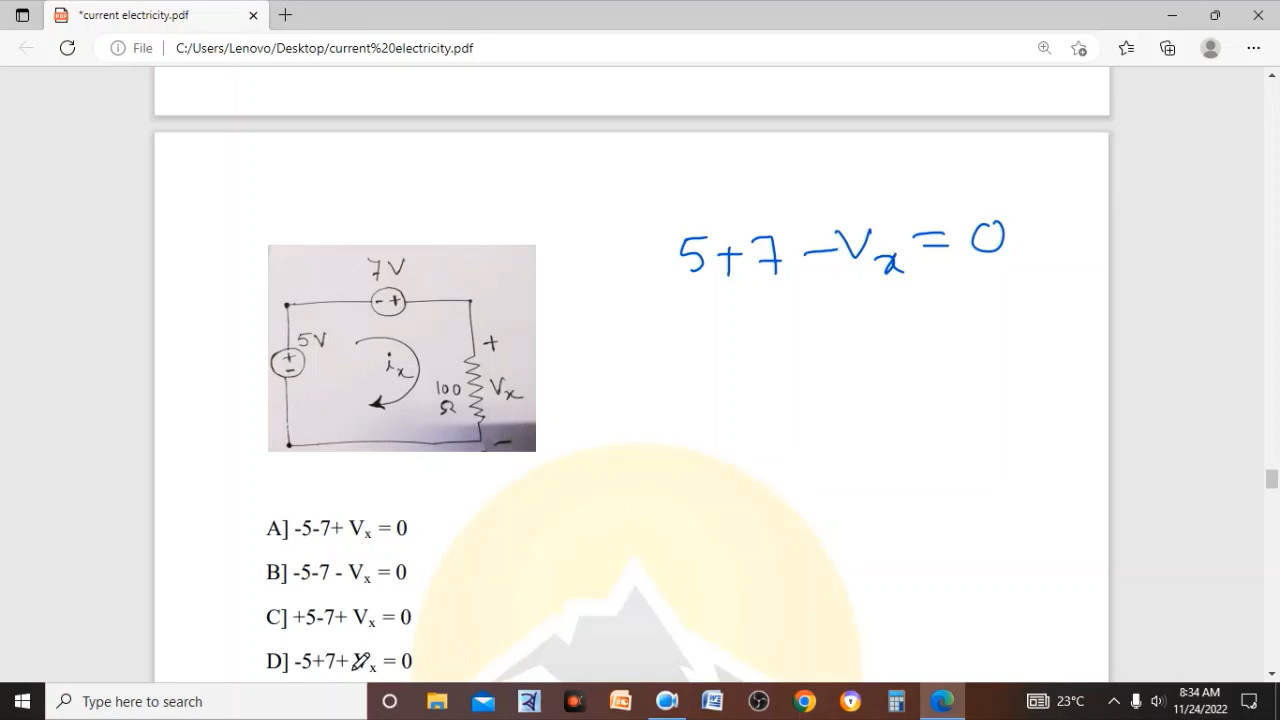 *current electricity.pdf
File
C:/Users/Lenovo/Desktop/current%20electricity.pdf
5+7 -Vx = 0
7V
- +
5V
+
-
ix
+
100
Ω
Vx
-
A] -5-7+ Vx = 0
B] -5-7 - Vx = 0
C] +5-7+ Vx = 0
D] -5+7+Vx = 0
Type here to search
23°C
8:34 AM
11/24/2022